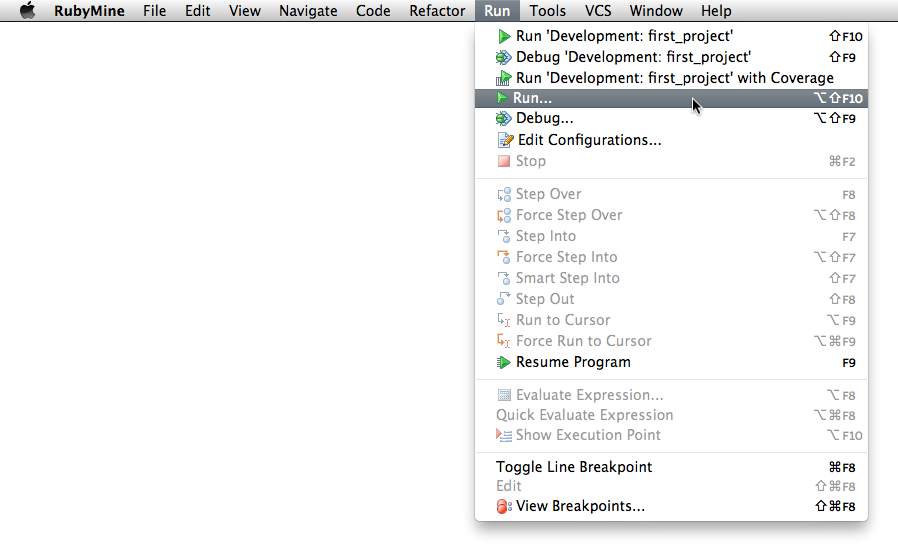 RubyMine File Edit View Navigate Code Refactor Run Tools VCS Window Help
Run 'Development: first_project' ⇧F10
Debug 'Development: first_project' ⇧F9
Run 'Development: first_project' with Coverage
Run... ⌥⇧F10
Debug... ⌥⇧F9
Edit Configurations...
Stop ⌘F2
Step Over F8
Force Step Over ⌥⇧F8
Step Into F7
Force Step Into ⌥⇧F7
Smart Step Into ⇧F7
Step Out ⇧F8
Run to Cursor ⌥F9
Force Run to Cursor ⌥⌘F9
Resume Program F9
Evaluate Expression... ⌥F8
Quick Evaluate Expression ⌥⌘F8
Show Execution Point ⌥F10
Toggle Line Breakpoint ⌘F8
Edit ⇧⌘F8
View Breakpoints... ⇧⌘F8